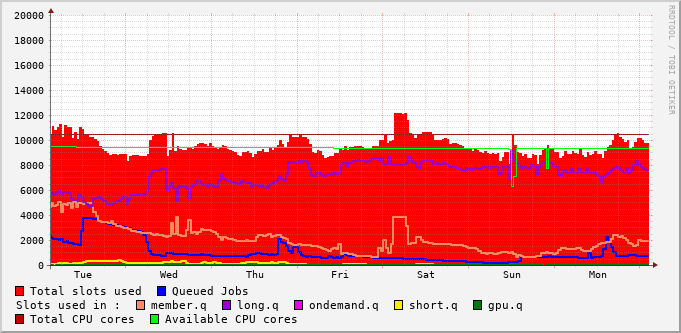 RRDTOOL / TOBI OETIKER
20000
18000
16000
14000
12000
10000
8000
6000
4000
2000
0
Tue Wed Thu Fri Sat Sun Mon
Total slots used Queued Jobs
Slots used in : member.q long.q ondemand.q short.q gpu.q
Total CPU cores Available CPU cores